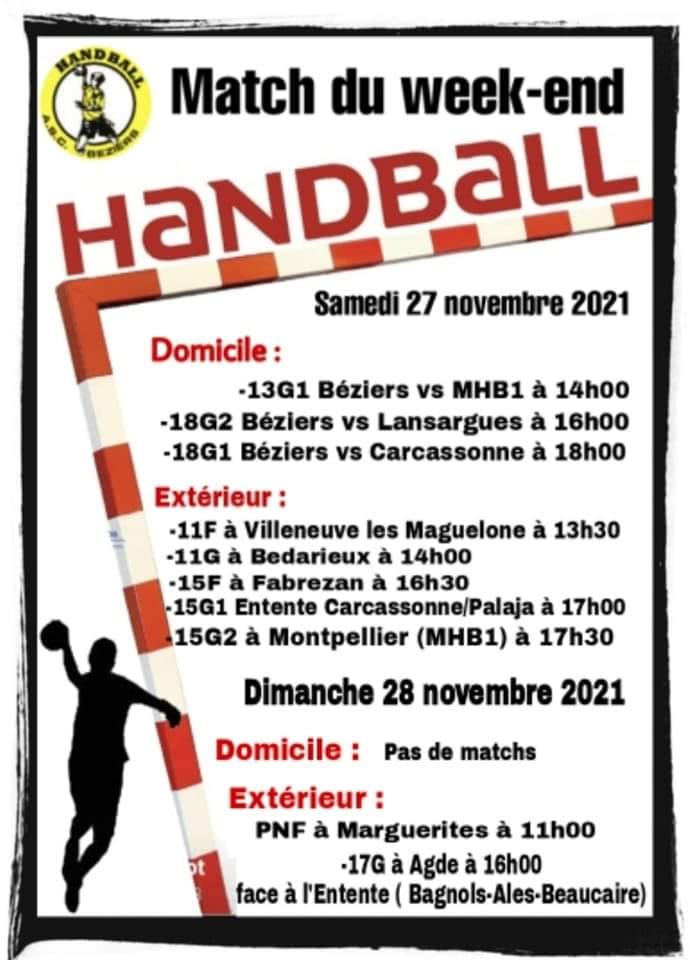 HANDBALL
A.S.C. BEZIERS
Match du week-end
HANDBALL
Samedi 27 novembre 2021
Domicile :
-13G1 Béziers vs MHB1 à 14h00
-18G2 Béziers vs Lansargues à 16h00
-18G1 Béziers vs Carcassonne à 18h00
Extérieur :
-11F à Villeneuve les Maguelone à 13h30
-11G à Bedarieux à 14h00
-15F à Fabrezan à 16h30
-15G1 Entente Carcassonne/Palaja à 17h00
-15G2 à Montpellier (MHB1) à 17h30
Dimanche 28 novembre 2021
Domicile : Pas de matchs
Extérieur :
PNF à Marguerites à 11h00
-17G à Agde à 16h00
face à l'Entente ( Bagnols-Ales-Beaucaire)